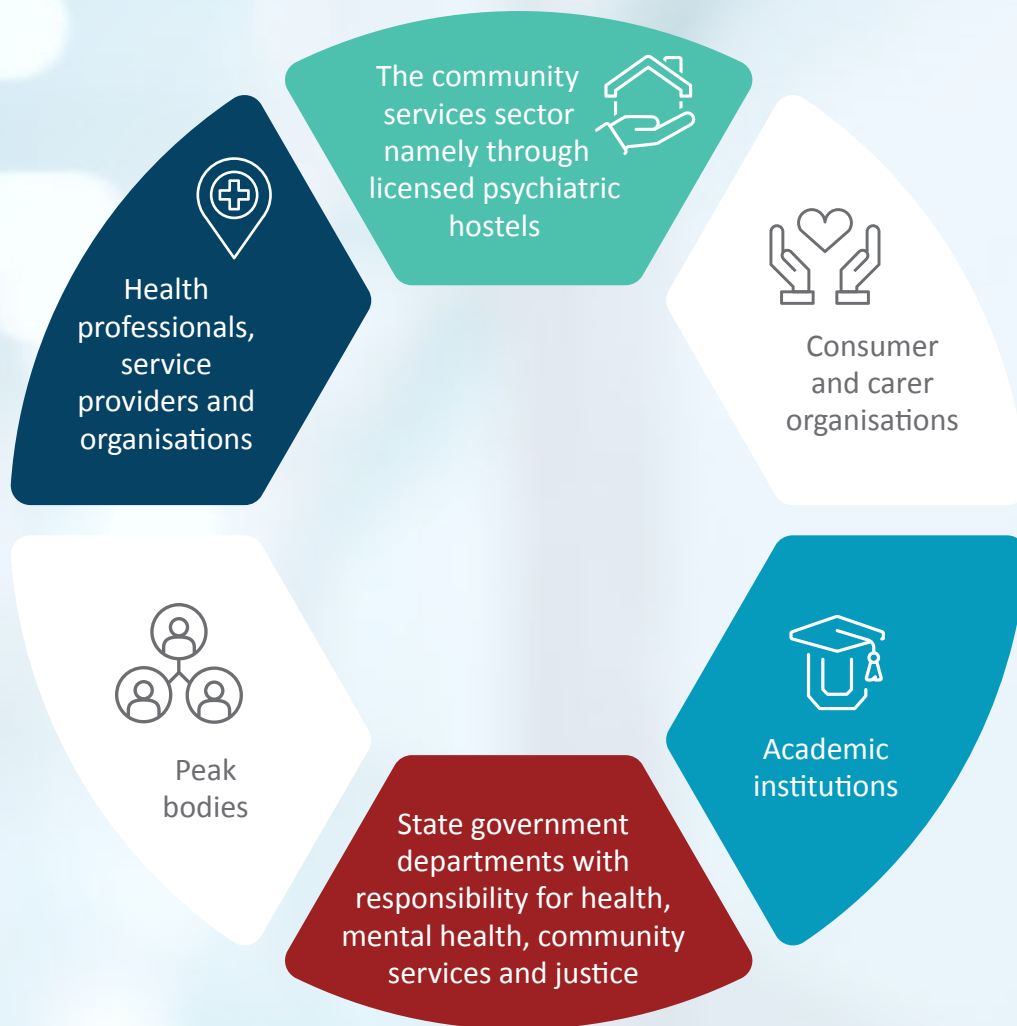 The community
services sector
namely through
licensed psychiatric
hostels
Health
professionals,
service
providers and
organisations
Consumer
and carer
organisations
Peak
bodies
Academic
institutions
State government
departments with
responsibility for health,
mental health, community
services and justice